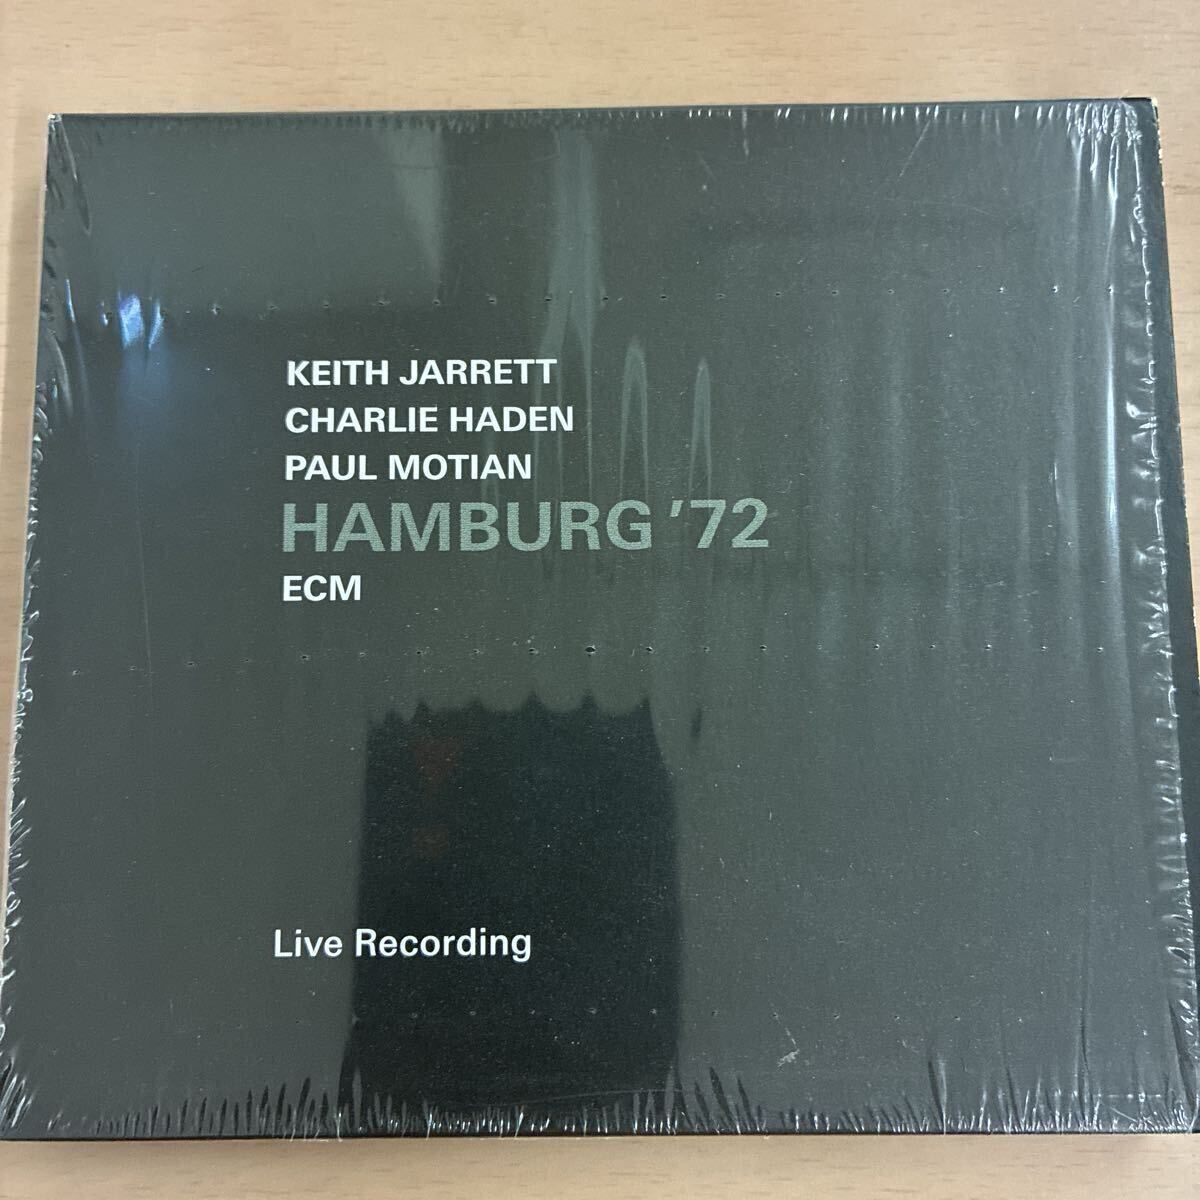 KEITH JARRETT
CHARLIE HADEN
PAUL MOTIAN
HAMBURG ’72
ECM
Live Recording